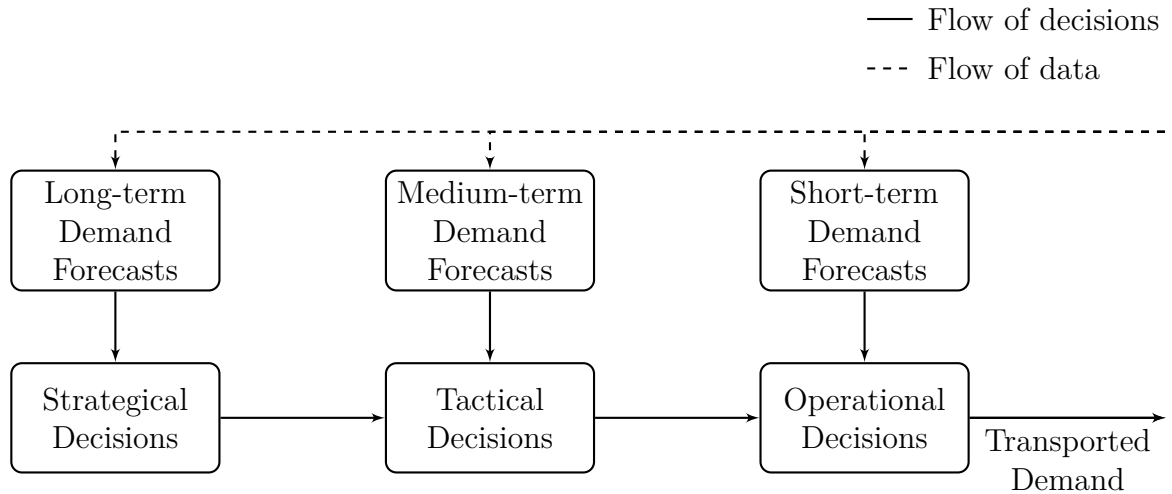 Flow of decisions
Flow of data
Long-term
Demand
Forecasts
Medium-term
Demand
Forecasts
Short-term
Demand
Forecasts
Strategical
Decisions
Tactical
Decisions
Operational
Decisions
Transported
Demand